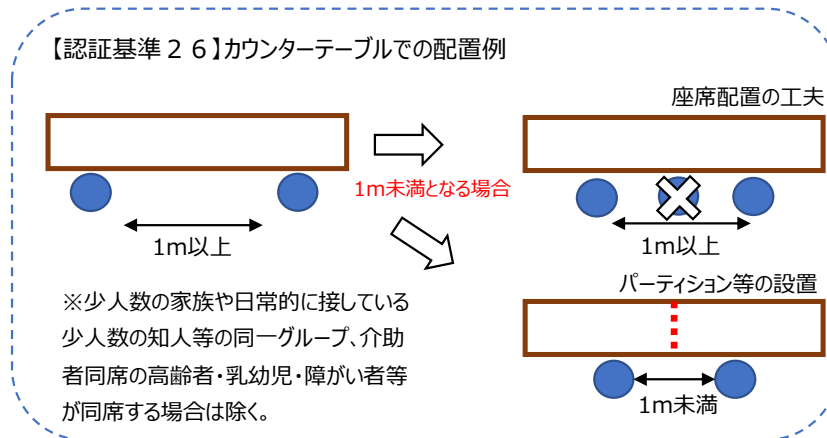 【認証基準２６】カウンターテーブルでの配置例
座席配置の工夫
1m未満となる場合
1m以上
1m以上
パーティション等の設置
※少人数の家族や日常的に接している
少人数の知人等の同一グループ、介助
者同席の高齢者・乳幼児・障がい者等
が同席する場合は除く。
1m未満